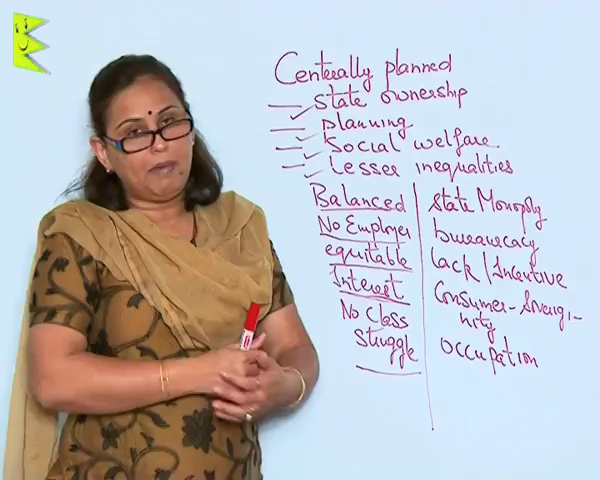 Centrally planned
State ownership
planning
Social welfare
Lesser inequalities
Balanced
No Employer
equitable
Interest
No Class
Struggle
State Monopoly
bureaucracy
Lack / Incentive
Consumer-Soveregi-
nity
Occupation